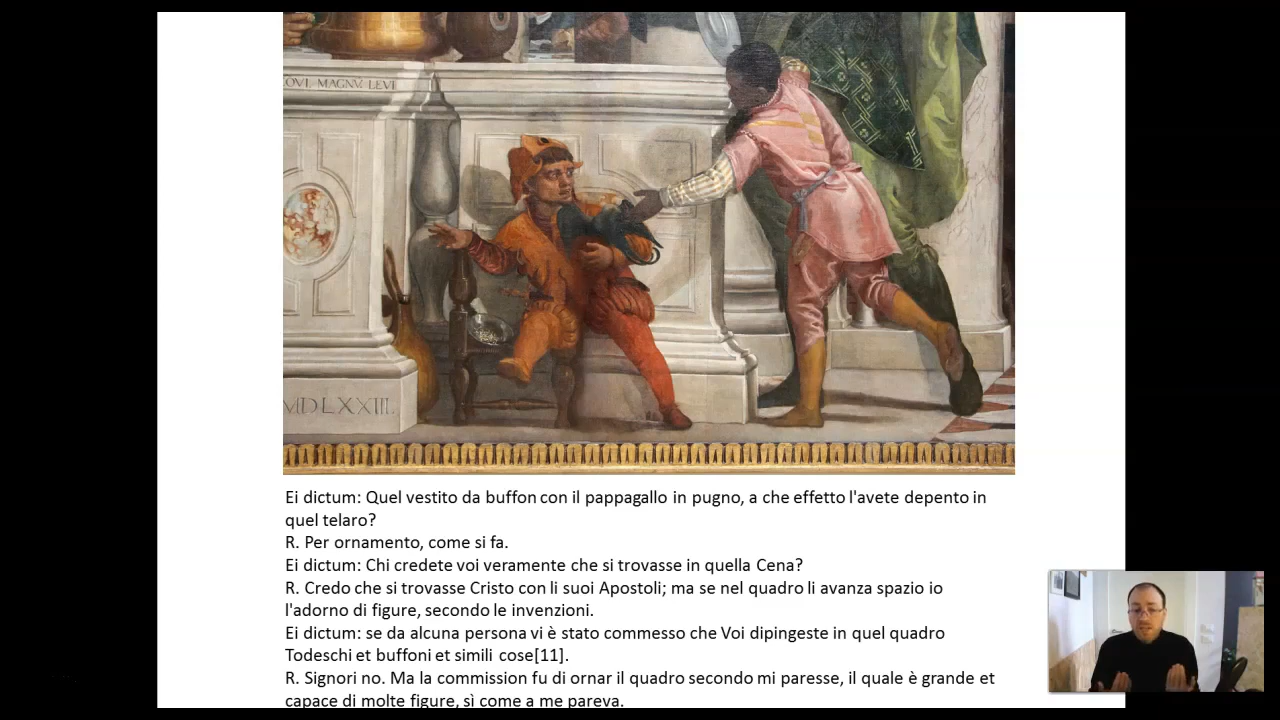 OVI. MAGNV. LEVI
MDLXXIII.
Ei dictum: Quel vestito da buffon con il pappagallo in pugno, a che effetto l'avete depento in
quel telaro?
R. Per ornamento, come si fa.
Ei dictum: Chi credete voi veramente che si trovasse in quella Cena?
R. Credo che si trovasse Cristo con li suoi Apostoli; ma se nel quadro li avanza spazio io
l'adorno di figure, secondo le invenzioni.
Ei dictum: se da alcuna persona vi è stato commesso che Voi dipingeste in quel quadro
Todeschi et buffoni et simili cose[11].
R. Signori no. Ma la commission fu di ornar il quadro secondo mi paresse, il quale è grande et
capace di molte figure, sì come a me pareva.